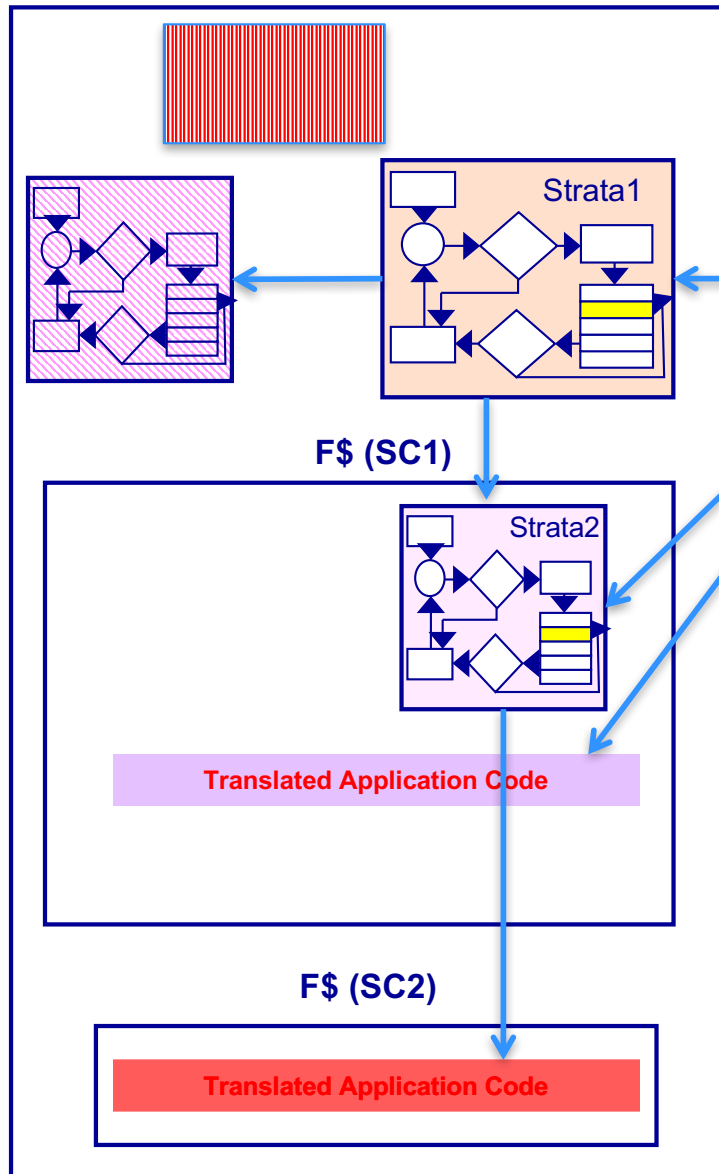 Strata1
F$ (SC1)
Strata2
Translated Application Code
F$ (SC2)
Translated Application Code